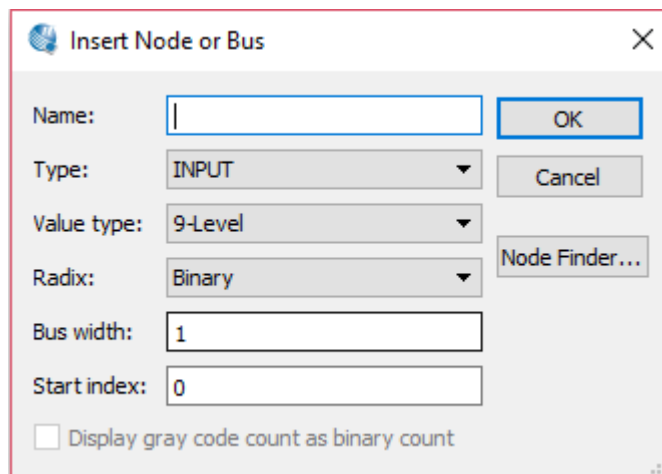 Insert Node or Bus
Name:
OK
Type: INPUT
Cancel
Value type: 9-Level
Node Finder...
Radix: Binary
Bus width: 1
Start index: 0
Display gray code count as binary count